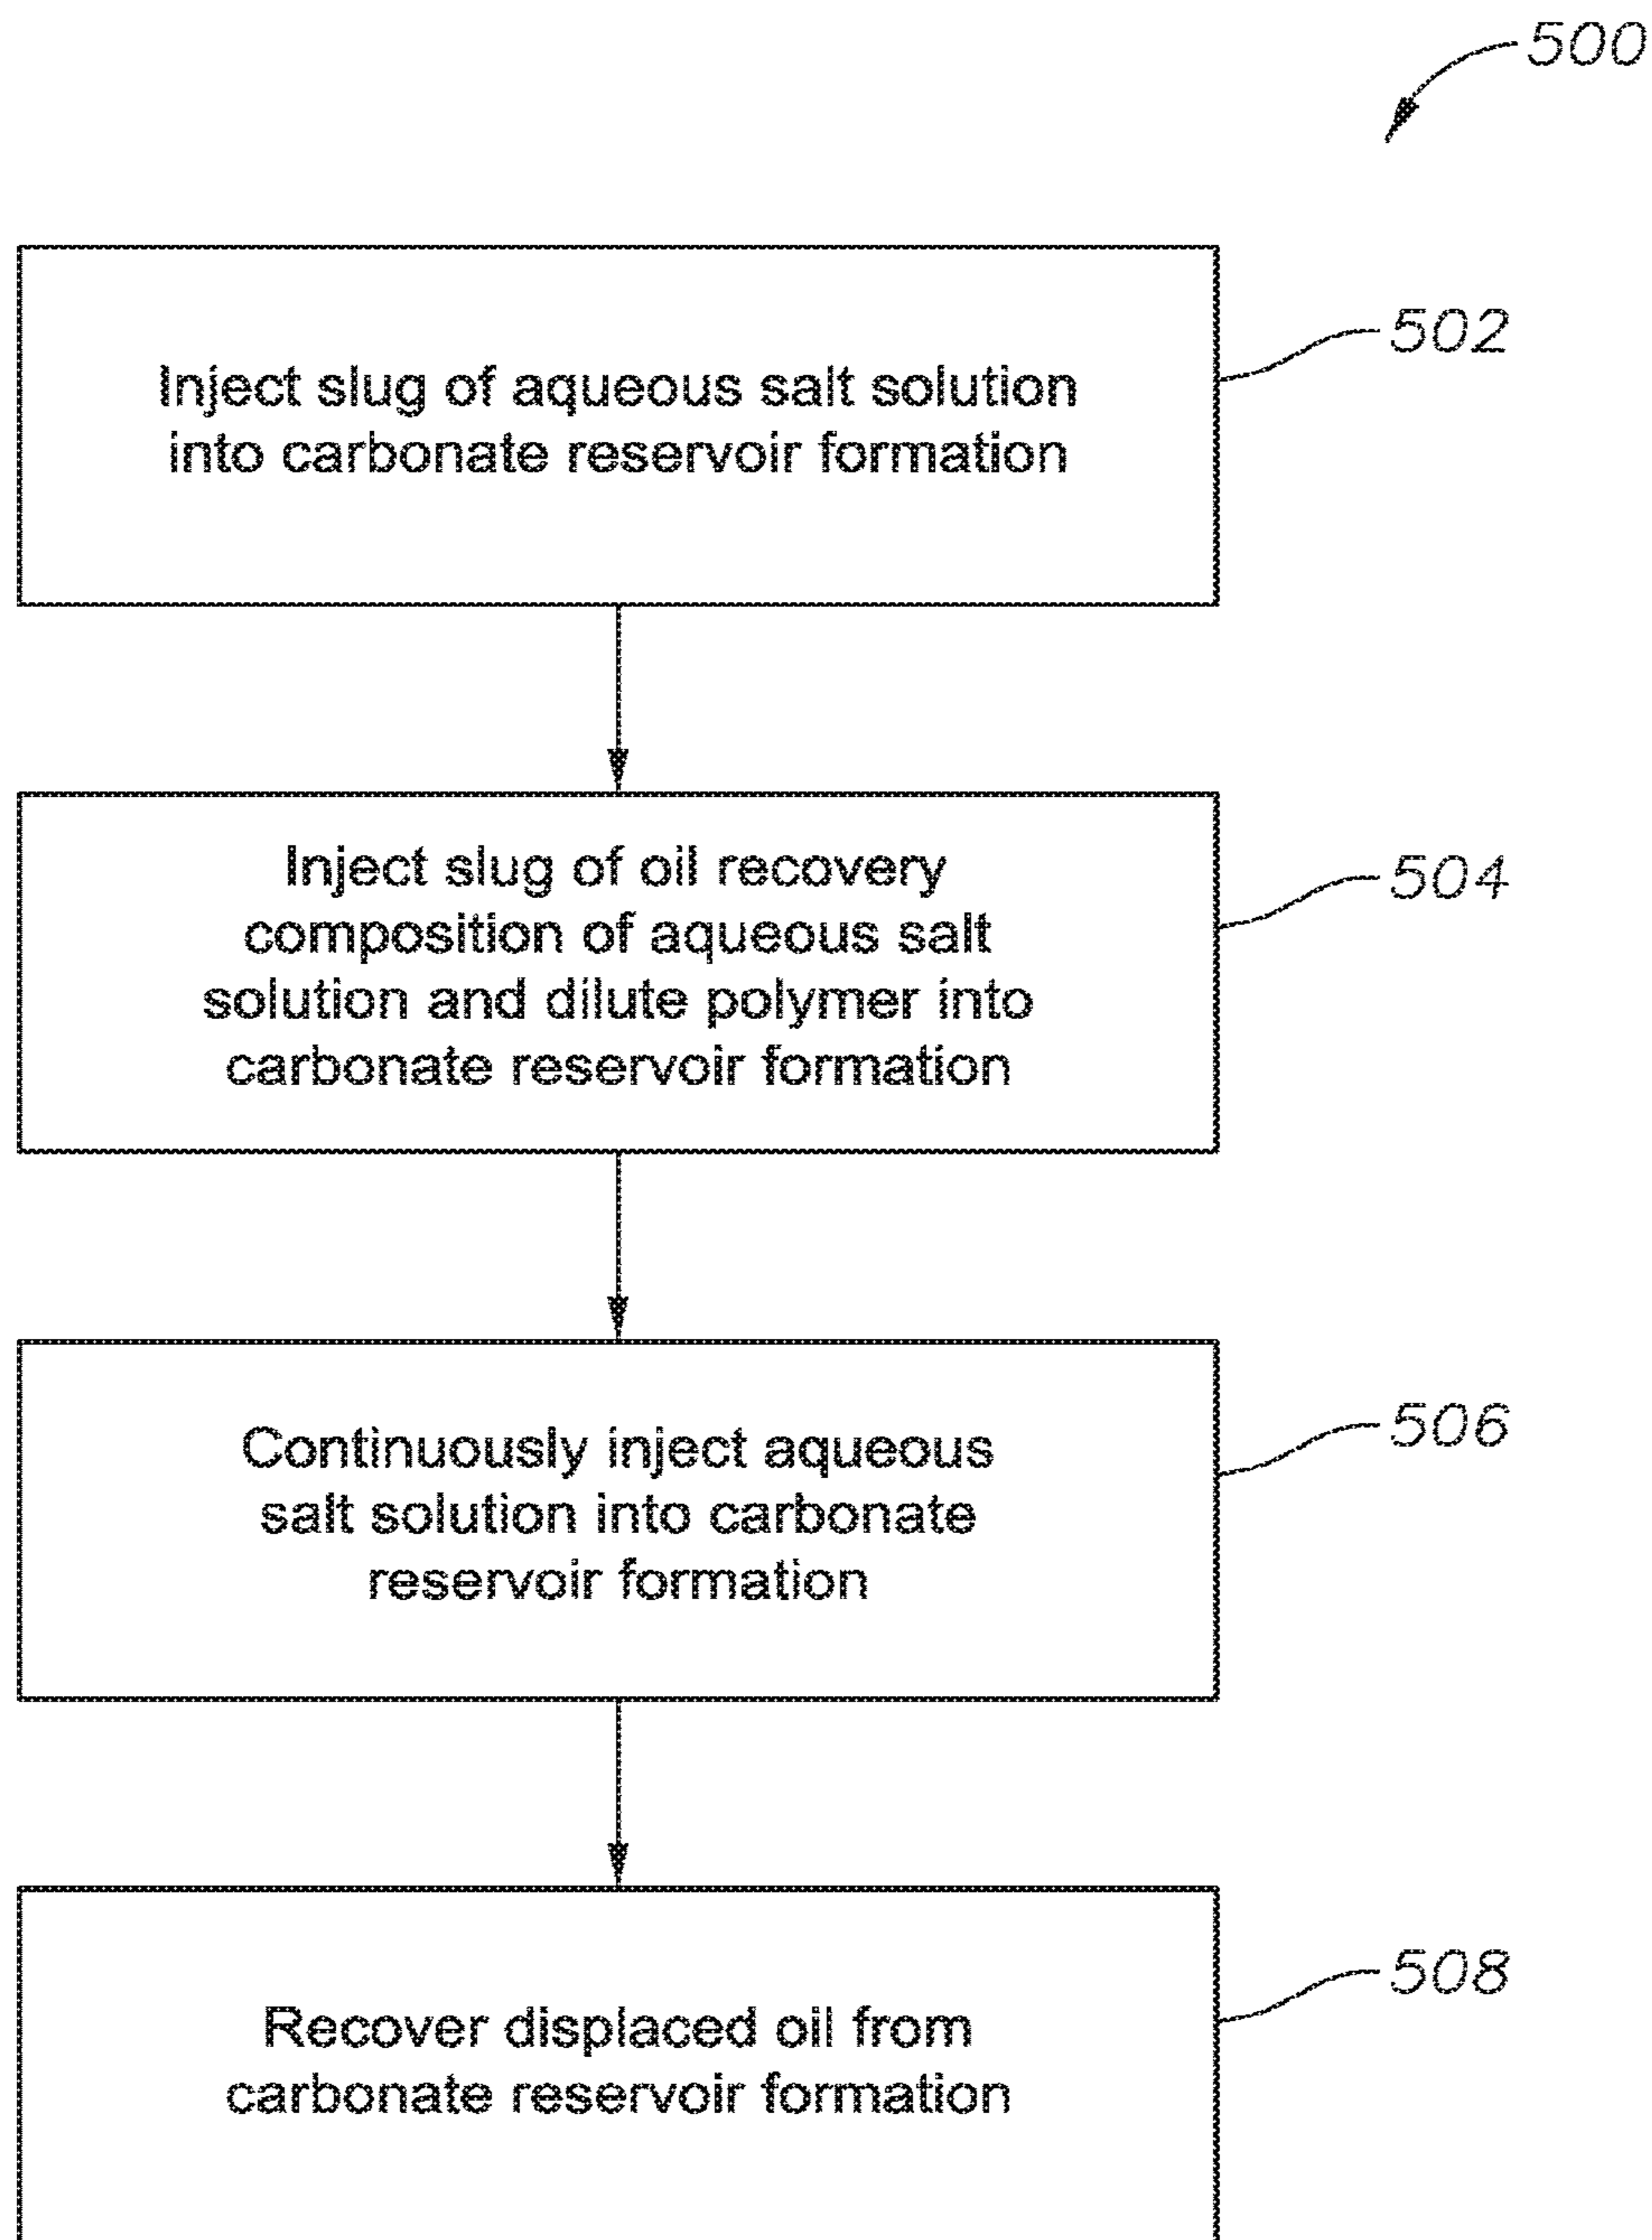 500
Inject slug of aqueous salt solution
into carbonate reservoir formation
502
Inject slug of oil recovery
composition of aqueous salt
solution and dilute polymer into
carbonate reservoir formation
504
Continuously inject aqueous
salt solution into carbonate
reservoir formation
506
Recover displaced oil from
carbonate reservoir formation
508